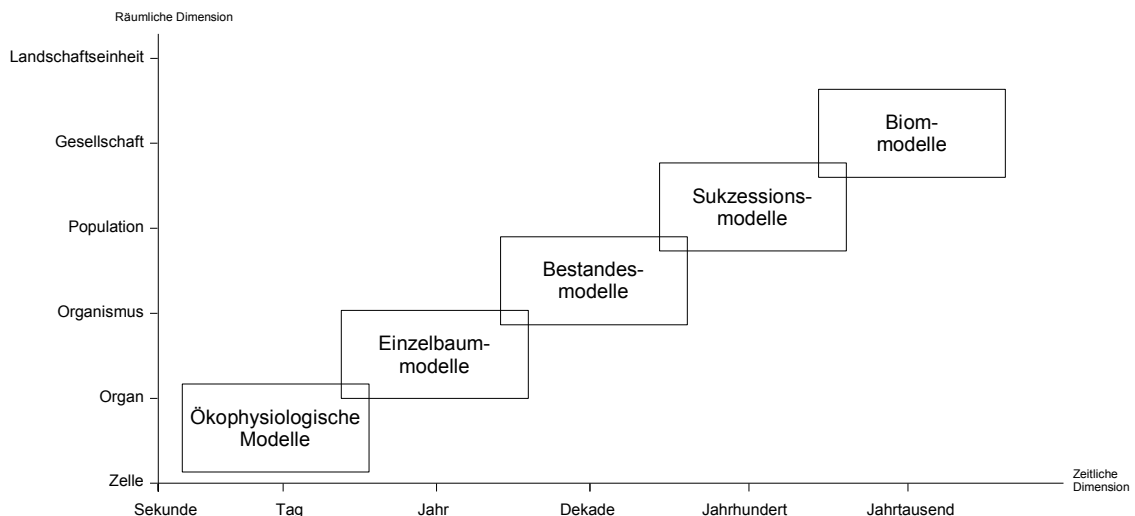 Räumliche Dimension
Landschaftseinheit
Biom-
modelle
Gesellschaft
Sukzessions-
modelle
Population
Bestandes-
modelle
Organismus
Einzelbaum-
modelle
Organ
Ökophysiologische
Modelle
Zelle
Zeitliche
Dimension
Sekunde
Tag
Jahr
Dekade
Jahrhundert
Jahrtausend